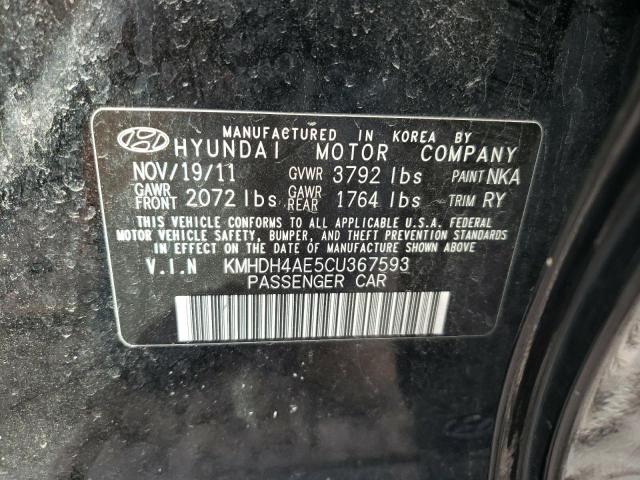 MANUFACTURED IN KOREA BY
HYUNDAI MOTOR COMPANY
NOV/19/11 GVWR 3792 lbs PAINT NKA
GAWR FRONT 2072 lbs GAWR REAR 1764 lbs TRIM RY
THIS VEHICLE CONFORMS TO ALL APPLICABLE U.S.A. FEDERAL
MOTOR VEHICLE SAFETY, BUMPER, AND THEFT PREVENTION STANDARDS
IN EFFECT ON THE DATE OF MANUFACTURE SHOWN ABOVE.
V.I.N KMHDH4AE5CU367593
PASSENGER CAR